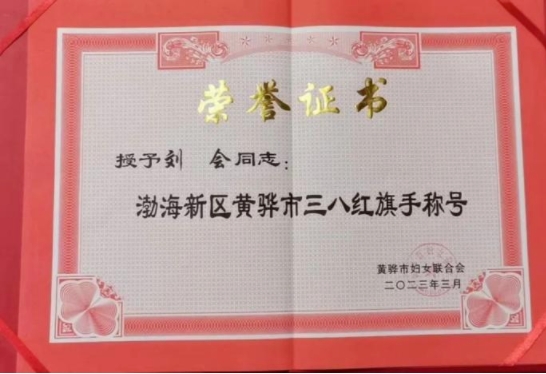 荣誉证书
授予刘 会同志：
渤海新区黄骅市三八红旗手称号
黄骅市妇女联合会
二〇二三年三月